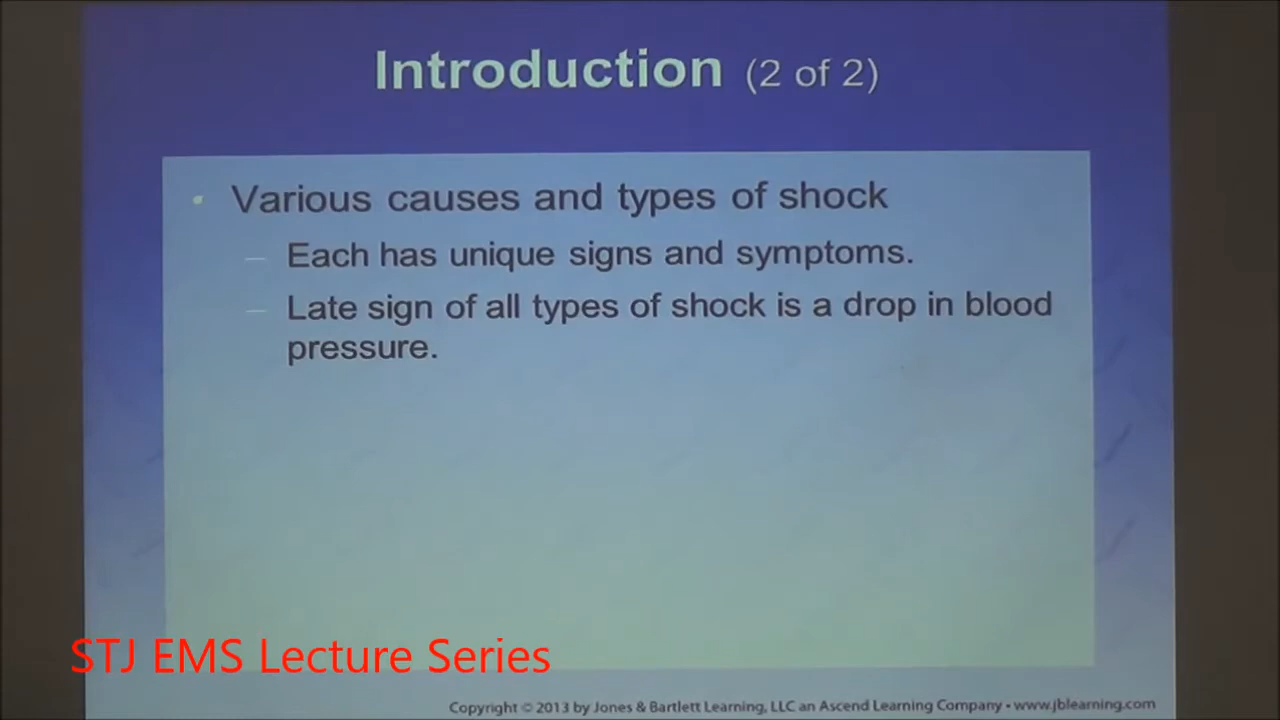 Introduction (2 of 2)
• Various causes and types of shock
– Each has unique signs and symptoms.
– Late sign of all types of shock is a drop in blood
pressure.
STJ EMS Lecture Series
Copyright © 2013 by Jones & Bartlett Learning, LLC an Ascend Learning Company • www.jblearning.com